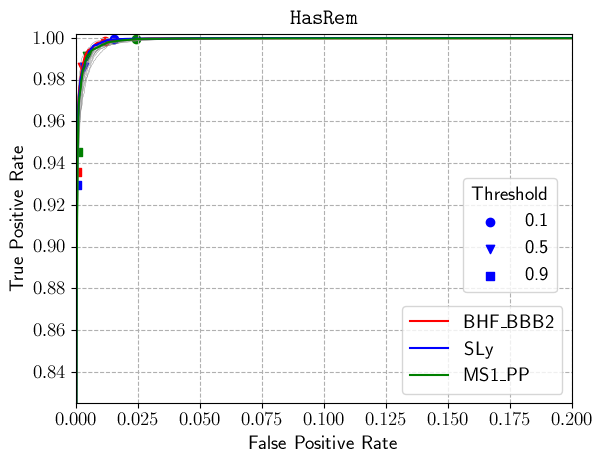 HasRem
1.00
0.98
0.96
0.94
0.92
0.90
0.88
0.86
0.84
True Positive Rate
Threshold
0.1
0.5
0.9
BHF_BBB2
SLy
MS1_PP
0.000 0.025 0.050 0.075 0.100 0.125 0.150 0.175 0.200
False Positive Rate